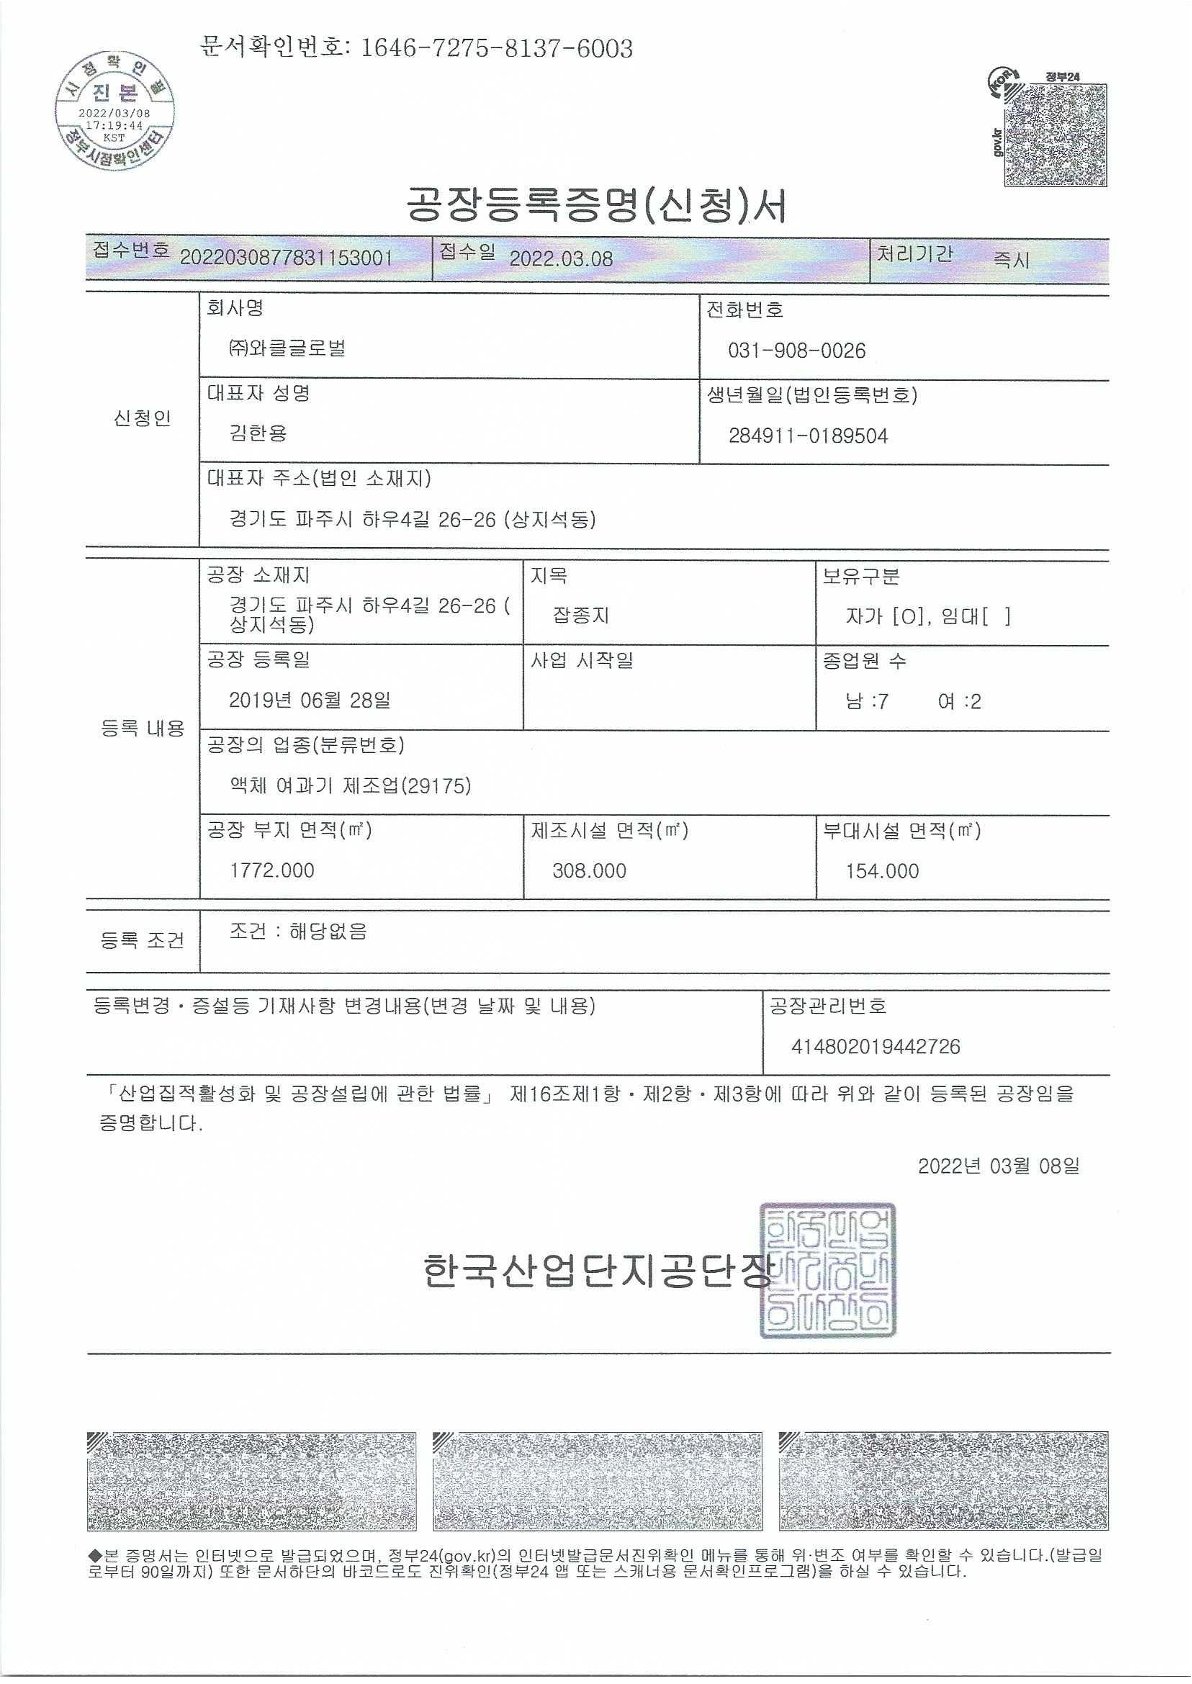 문서확인번호: 1646-7275-8137-6003
시점확인필
진본
2022/03/08
17:19:44
KST
정부시점확인센터
KOR
정부24
gov.kr
공장등록증명(신청)서
접수번호 2022030877831153001 접수일 2022.03.08 처리기간 즉시
신청인
회사명 전화번호
㈜와클글로벌 031-908-0026
대표자 성명 생년월일(법인등록번호)
김한용 284911-0189504
대표자 주소(법인 소재지)
경기도 파주시 하우4길 26-26 (상지석동)
등록 내용
공장 소재지 지목 보유구분
경기도 파주시 하우4길 26-26 (
상지석동) 잡종지 자가 [O], 임대[ ]
공장 등록일 사업 시작일 종업원 수
2019년 06월 28일 남 :7 여 :2
공장의 업종(분류번호)
액체 여과기 제조업(29175)
공장 부지 면적(㎡) 제조시설 면적(㎡) 부대시설 면적(㎡)
1772.000 308.000 154.000
등록 조건 조건 : 해당없음
등록변경·증설등 기재사항 변경내용(변경 날짜 및 내용) 공장관리번호
414802019442726
「산업집적활성화 및 공장설립에 관한 법률」 제16조제1항·제2항·제3항에 따라 위와 같이 등록된 공장임을
증명합니다.
2022년 03월 08일
한국산업단지공단장
◆본 증명서는 인터넷으로 발급되었으며, 정부24(gov.kr)의 인터넷발급문서진위확인 메뉴를 통해 위·변조 여부를 확인할 수 있습니다.(발급일
로부터 90일까지) 또한 문서하단의 바코드로도 진위확인(정부24 앱 또는 스캐너용 문서확인프로그램)을 하실 수 있습니다.